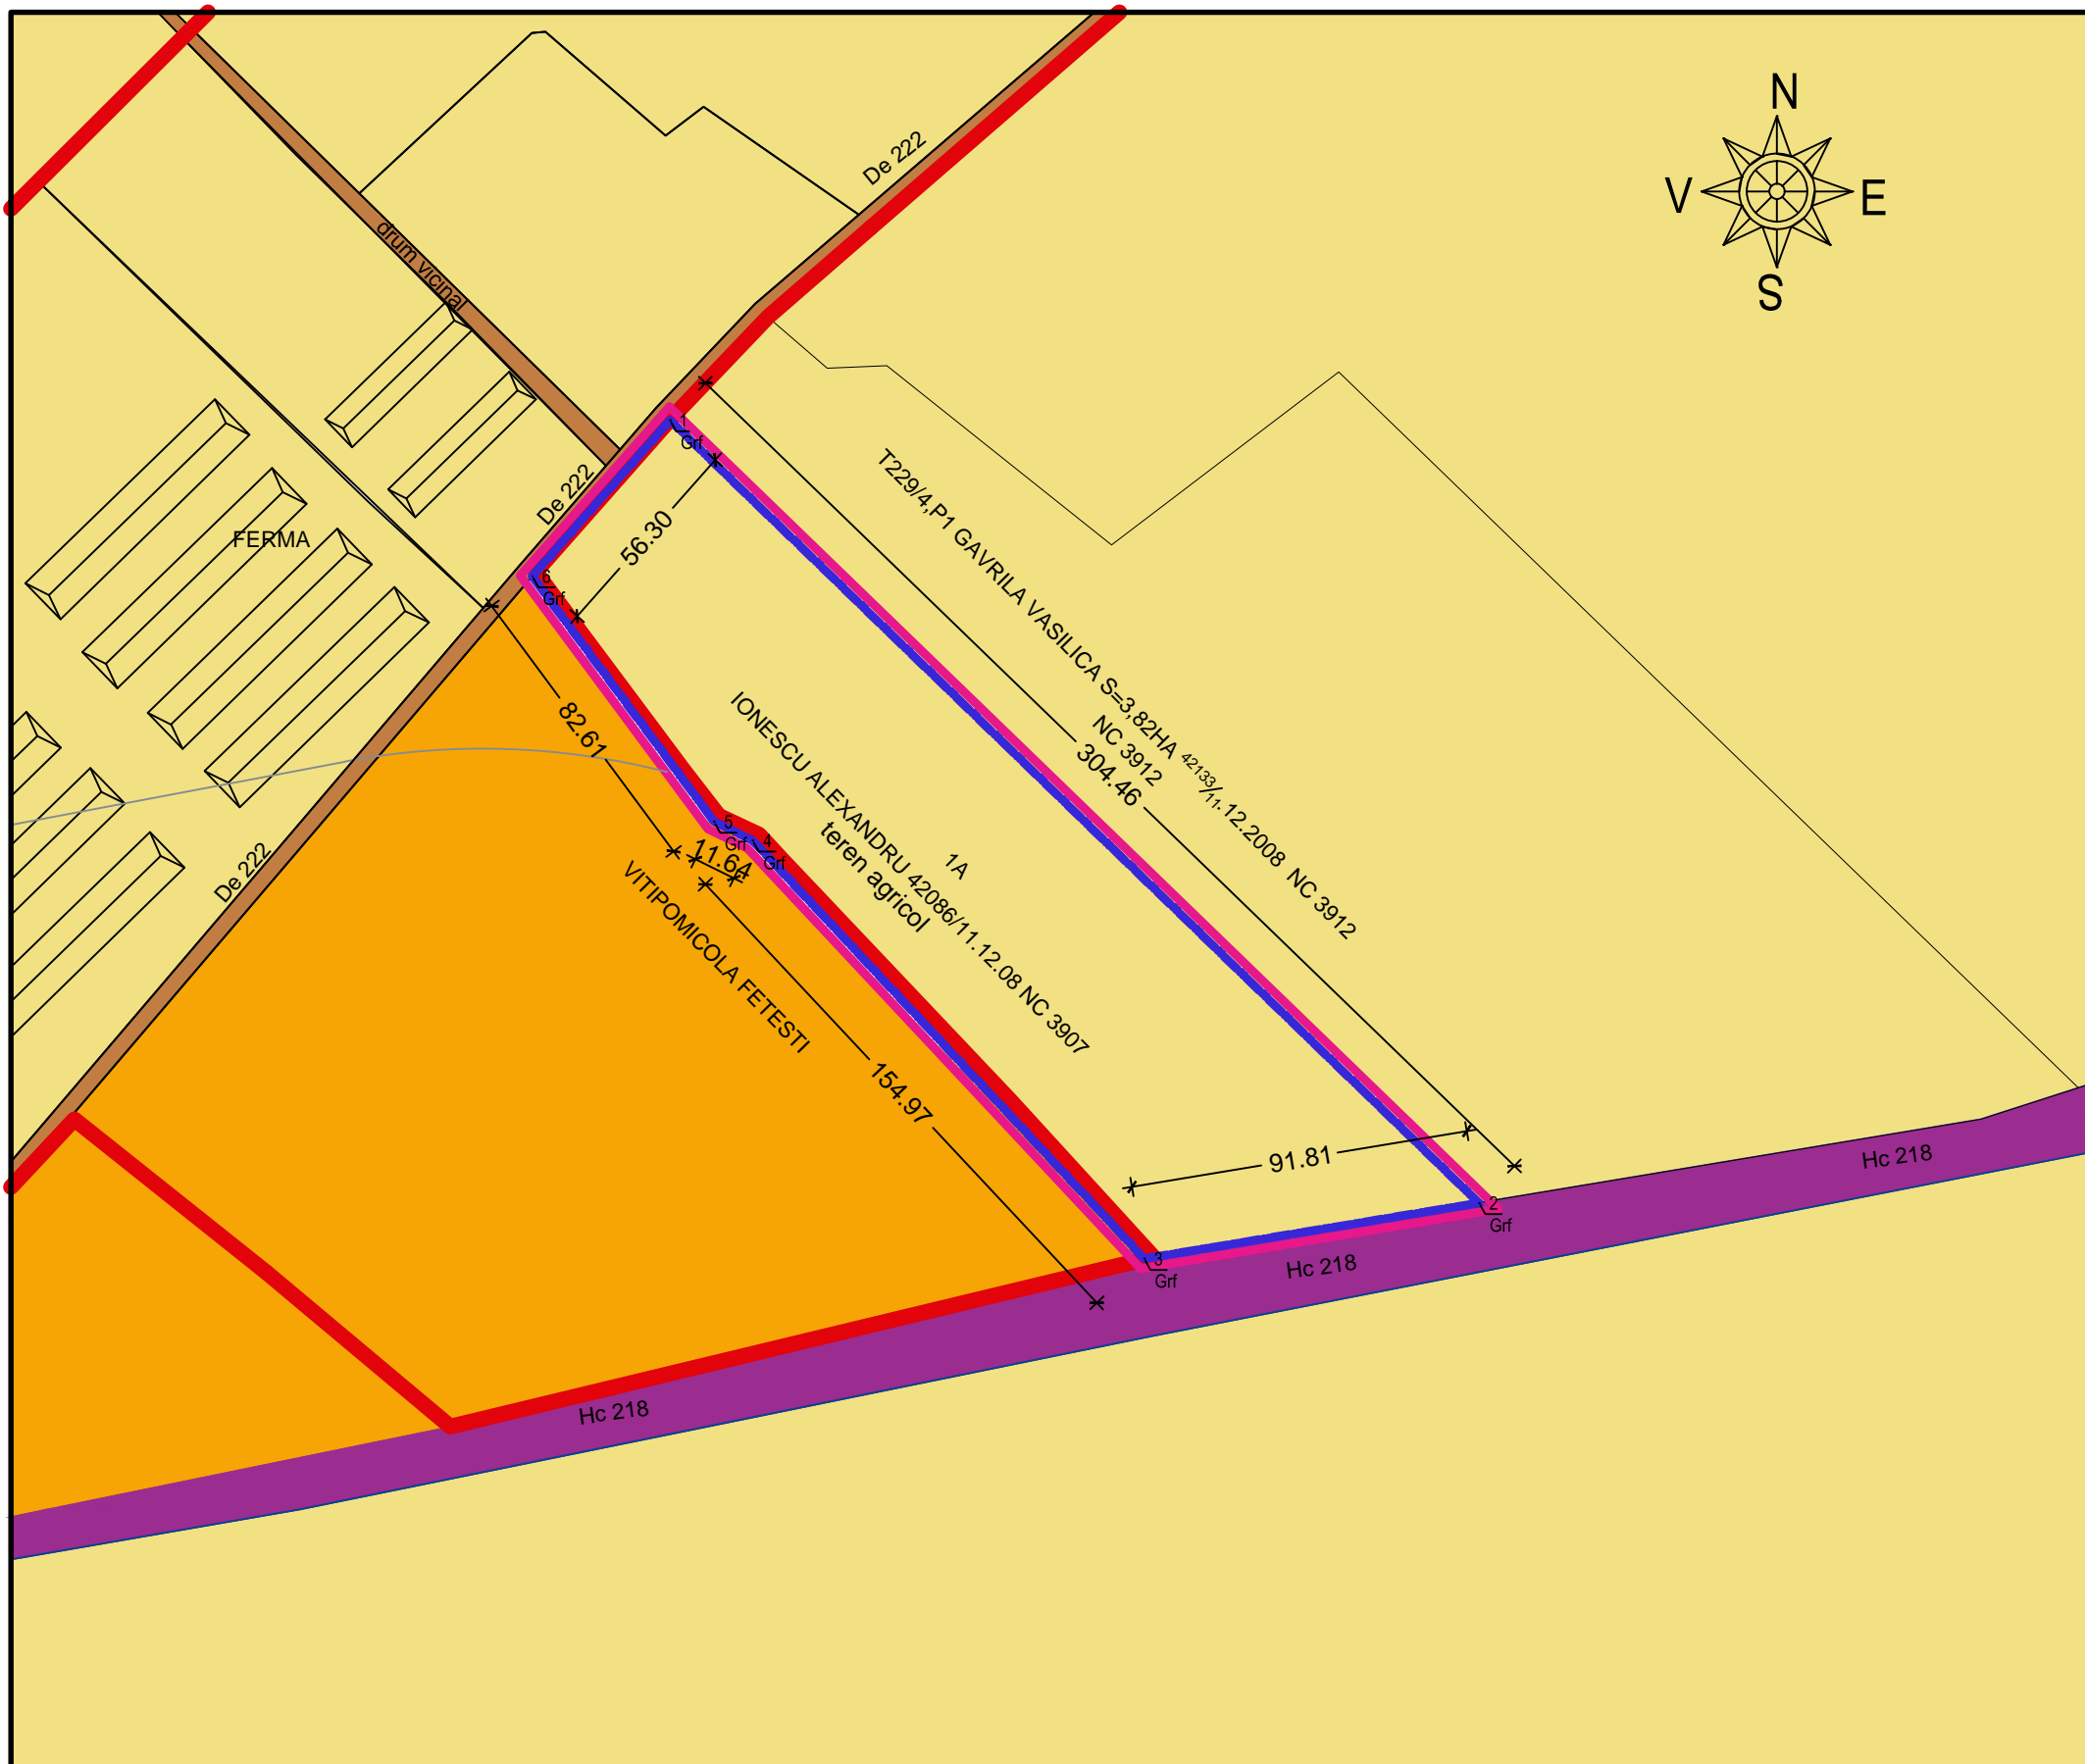 N
V
E
S
De 222
drum vicinal
1
Grf
De 222
6
Grf
FERMA
56.30
T229/4,P1 GAVRILA VASILICA S=3,82HA 42133/11.12.2008 NC 3912
NC 3912
304.46
82.61
IONESCU ALEXANDRU 42086/11.12.08 NC 3907
1A
teren agricol
5
Grf
4
Grf
11.64
De 222
VITIPOMICOLA FETESTI
154.97
91.81
Hc 218
2
Grf
3
Grf
Hc 218
Hc 218